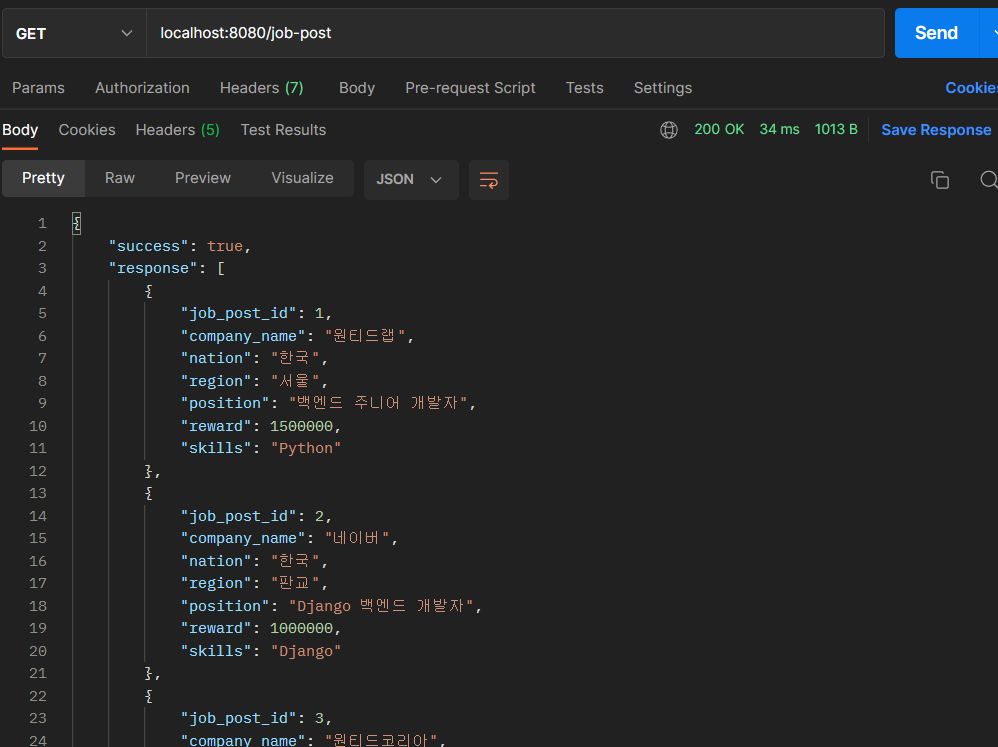 GET localhost:8080/job-post Send
Params Authorization Headers (7) Body Pre-request Script Tests Settings Cookies
Body Cookies Headers (5) Test Results 200 OK 34 ms 1013 B Save Response
Pretty Raw Preview Visualize JSON
1 {
2 "success": true,
3 "response": [
4 {
5 "job_post_id": 1,
6 "company_name": "원티드랩",
7 "nation": "한국",
8 "region": "서울",
9 "position": "백엔드 주니어 개발자",
10 "reward": 1500000,
11 "skills": "Python"
12 },
13 {
14 "job_post_id": 2,
15 "company_name": "네이버",
16 "nation": "한국",
17 "region": "판교",
18 "position": "Django 백엔드 개발자",
19 "reward": 1000000,
20 "skills": "Django"
21 },
22 {
23 "job_post_id": 3,
24 "company_name": "원티드코리아",